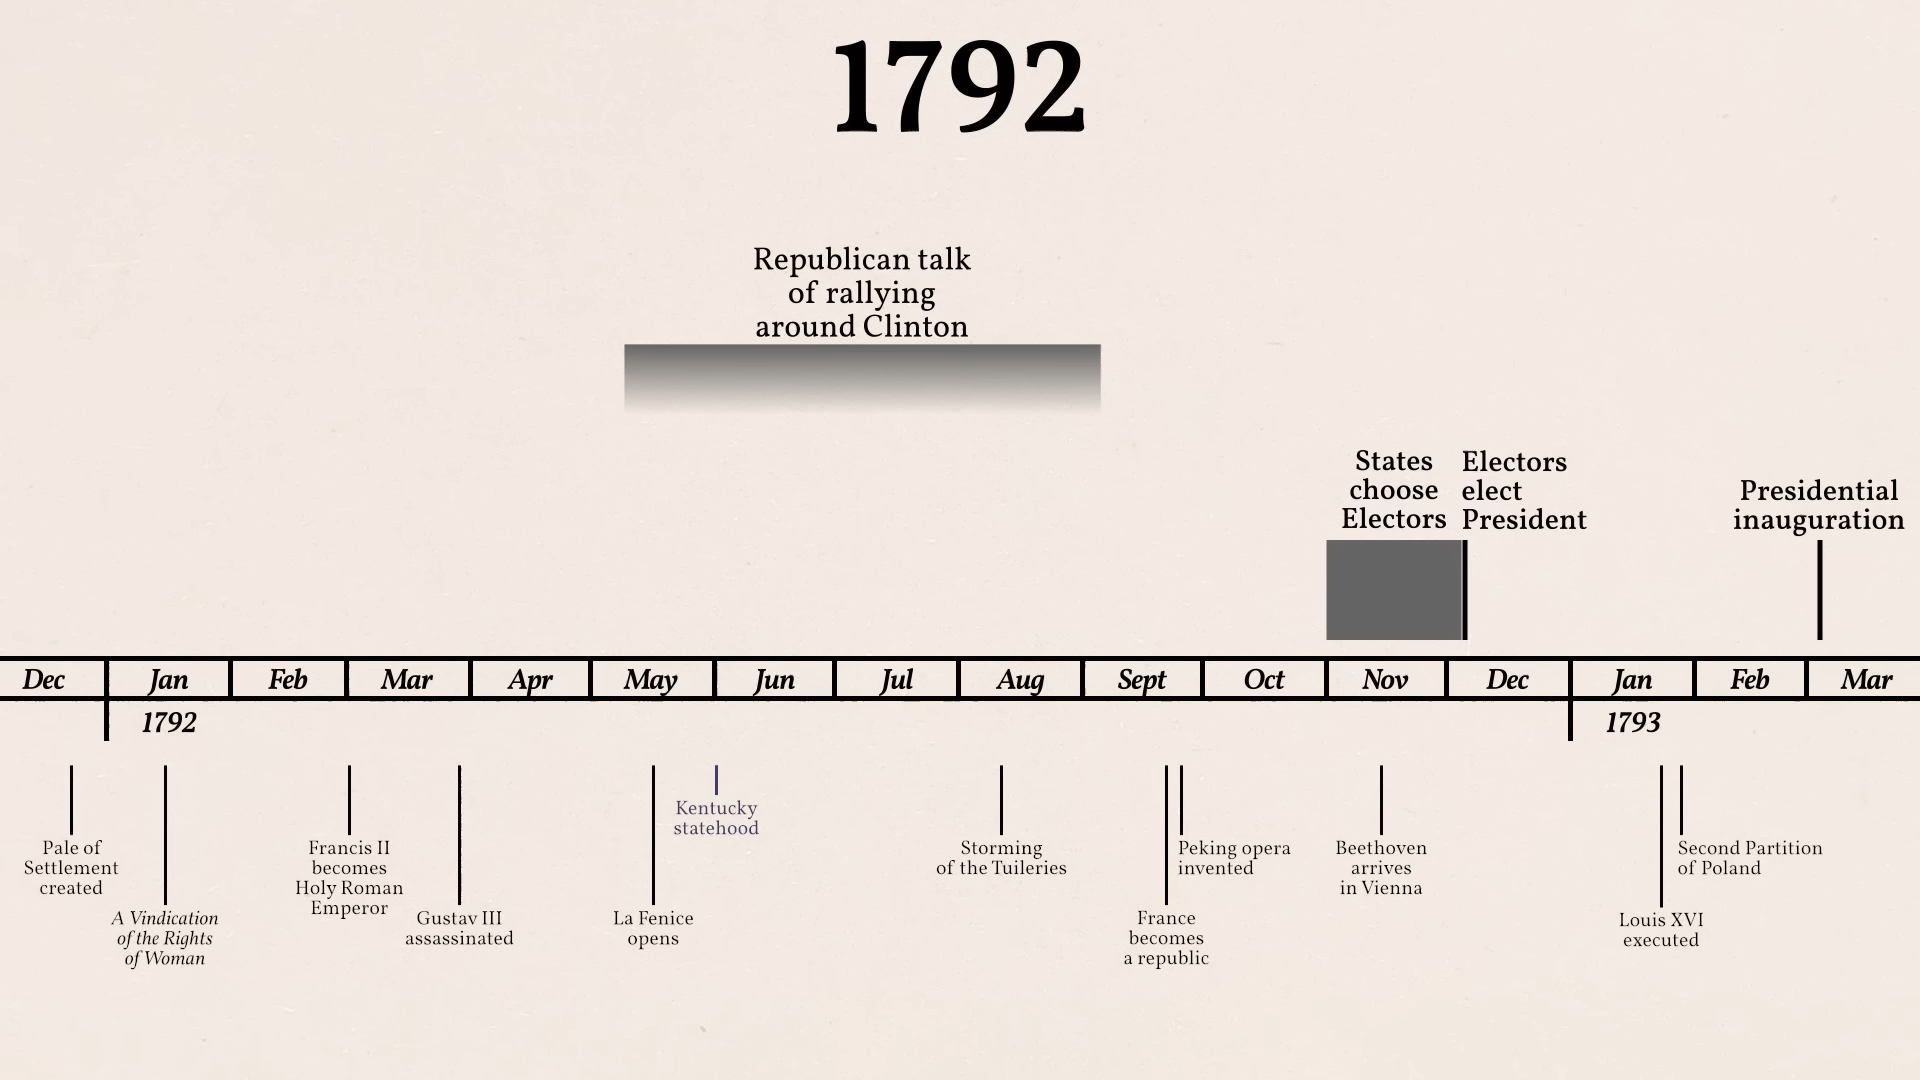 1792
Republican talk
of rallying
around Clinton
States
choose
Electors
Electors
elect
President
Presidential
inauguration
Dec Jan Feb Mar Apr May Jun Jul Aug Sept Oct Nov Dec Jan Feb Mar
1792 1793
Pale of
Settlement
created
A Vindication
of the Rights
of Woman
Francis II
becomes
Holy Roman
Emperor
Gustav III
assassinated
La Fenice
opens
Kentucky
statehood
Storming
of the Tuileries
France
becomes
a republic
Peking opera
invented
Beethoven
arrives
in Vienna
Louis XVI
executed
Second Partition
of Poland